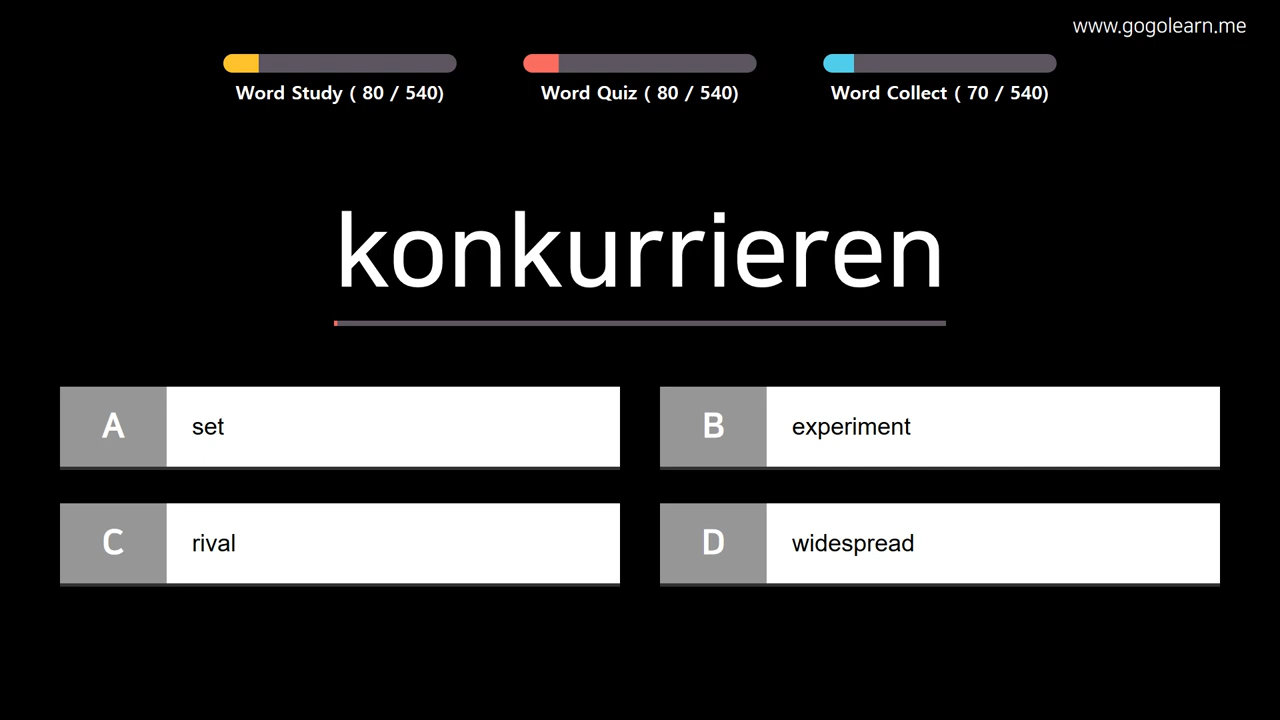 www.gogolearn.me
Word Study ( 80 / 540)
Word Quiz ( 80 / 540)
Word Collect ( 70 / 540)
konkurrieren
A set
B experiment
C rival
D widespread